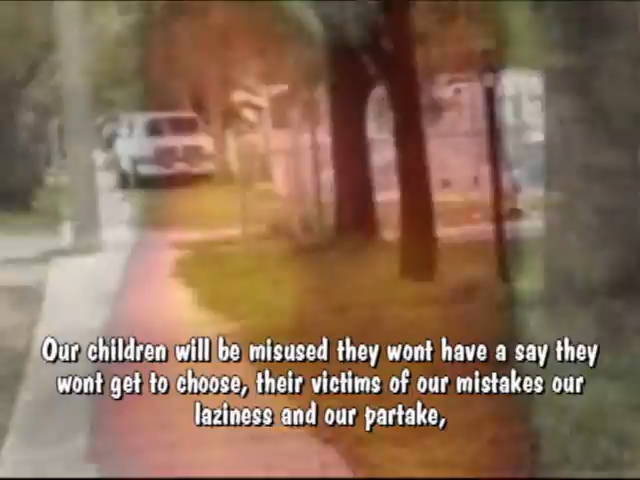 Our children will be misused they wont have a say they
wont get to choose, their victims of our mistakes our
laziness and our partake,